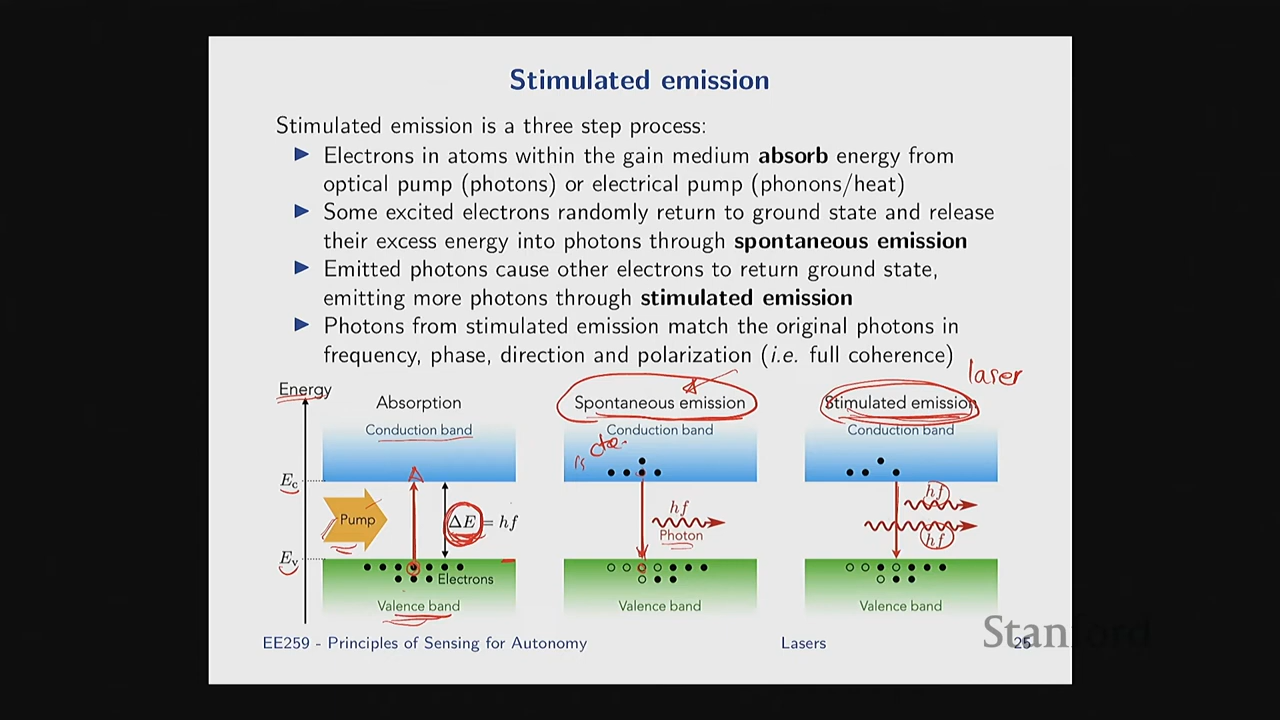 Stimulated emission
Stimulated emission is a three step process:
Electrons in atoms within the gain medium absorb energy from
optical pump (photons) or electrical pump (phonons/heat)
Some excited electrons randomly return to ground state and release
their excess energy into photons through spontaneous emission
Emitted photons cause other electrons to return ground state,
emitting more photons through stimulated emission
Photons from stimulated emission match the original photons in
frequency, phase, direction and polarization (i.e. full coherence)
laser
Energy
Absorption
Conduction band
E_c
Pump
ΔE = hf
E_v
Electrons
Valence band
Spontaneous emission
Conduction band
hf
Photon
Valence band
Stimulated emission
Conduction band
hf
hf
Valence band
EE259 - Principles of Sensing for Autonomy
Lasers
25
Stanford